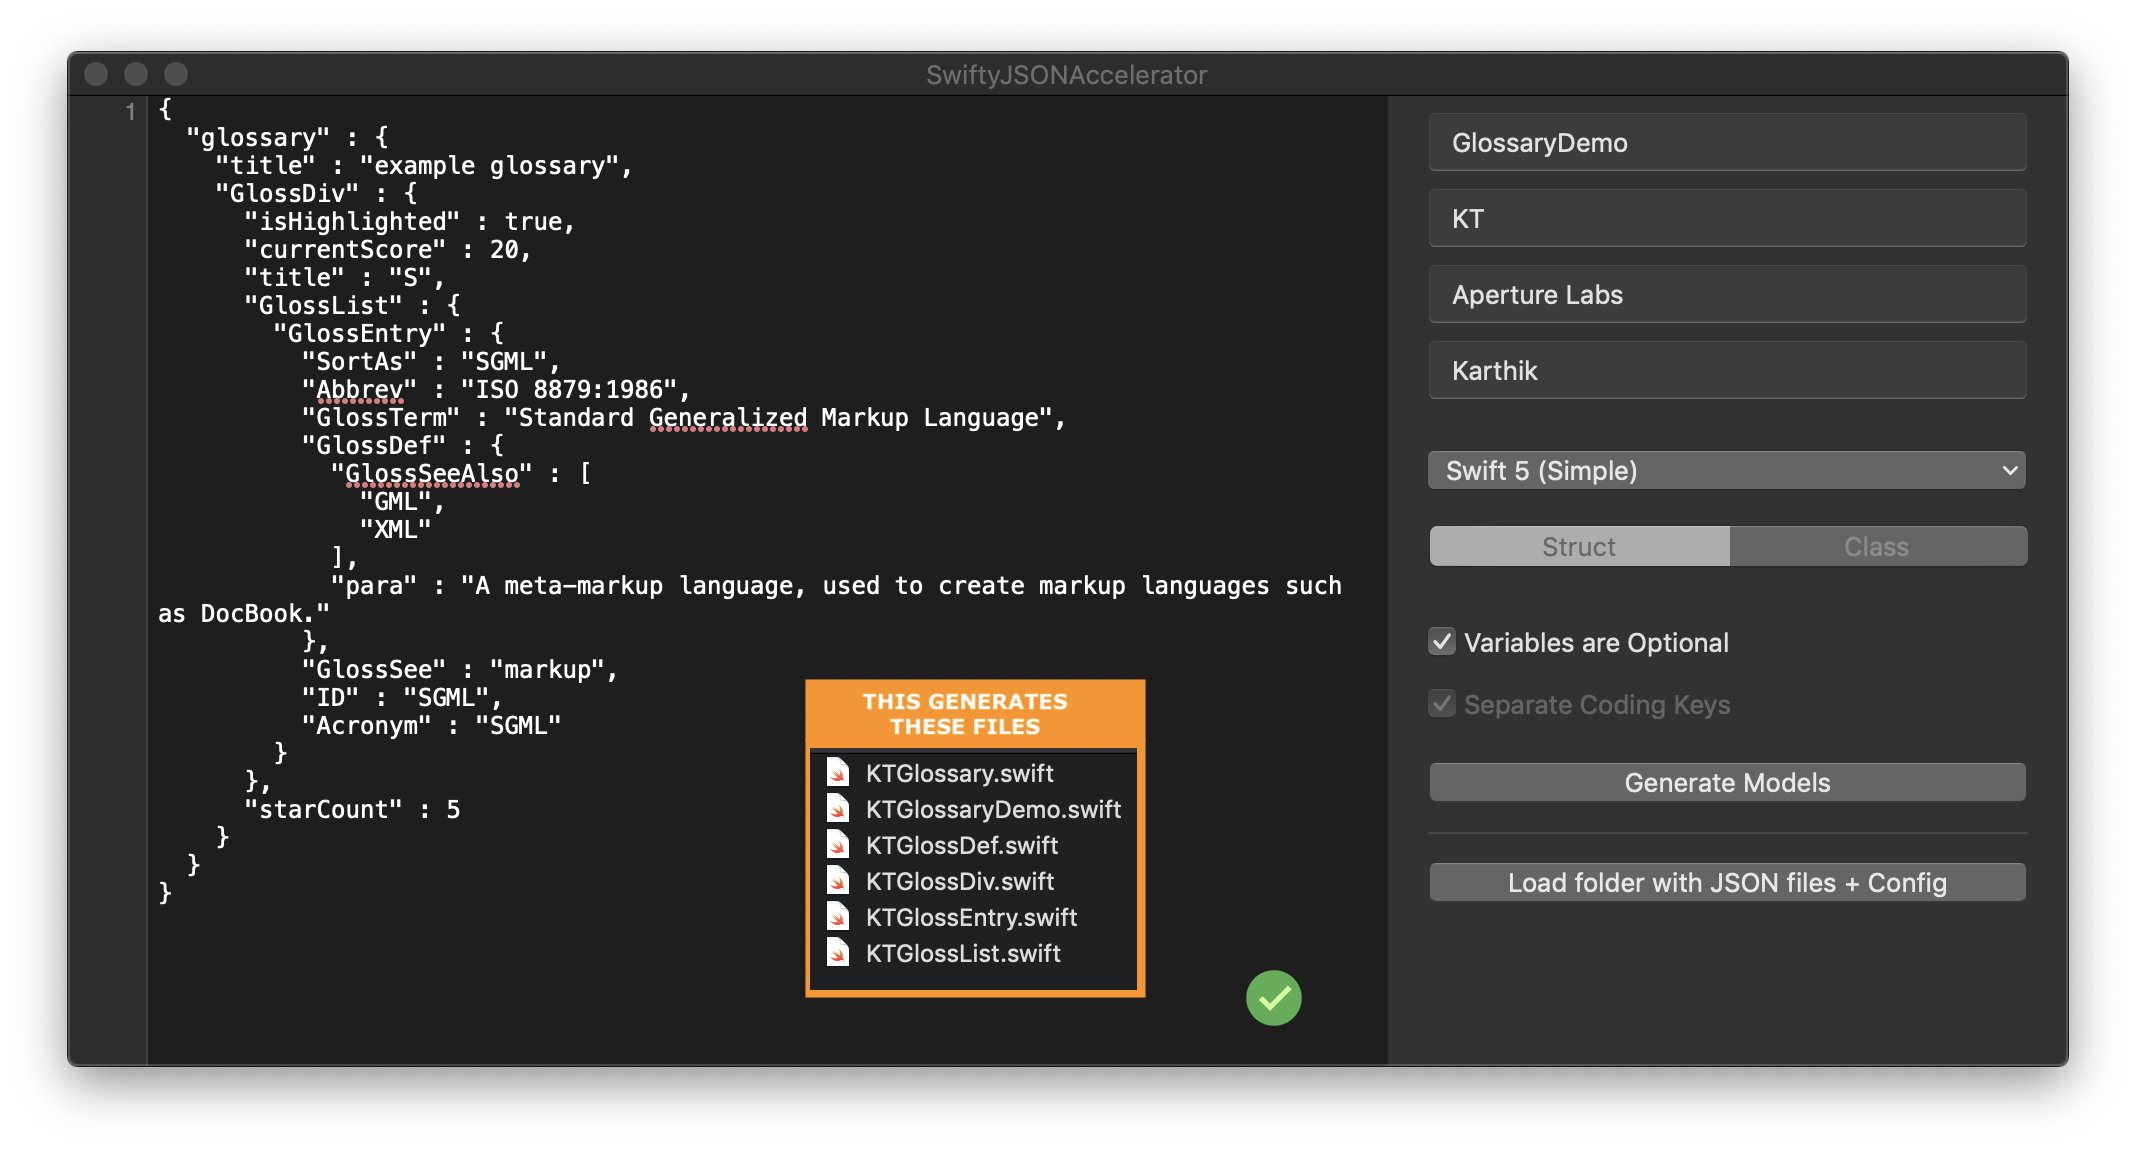 SwiftyJSONAccelerator
1
{
"glossary" : {
"title" : "example glossary",
"GlossDiv" : {
"isHighlighted" : true,
"currentScore" : 20,
"title" : "S",
"GlossList" : {
"GlossEntry" : {
"SortAs" : "SGML",
"Abbrev" : "ISO 8879:1986",
"GlossTerm" : "Standard Generalized Markup Language",
"GlossDef" : {
"GlossSeeAlso" : [
"GML",
"XML"
],
"para" : "A meta-markup language, used to create markup languages such
as DocBook."
},
"GlossSee" : "markup",
"ID" : "SGML",
"Acronym" : "SGML"
}
},
"starCount" : 5
}
}
}
THIS GENERATES
THESE FILES
KTGlossary.swift
KTGlossaryDemo.swift
KTGlossDef.swift
KTGlossDiv.swift
KTGlossEntry.swift
KTGlossList.swift
GlossaryDemo
KT
Aperture Labs
Karthik
Swift 5 (Simple)
Struct
Class
Variables are Optional
Separate Coding Keys
Generate Models
Load folder with JSON files + Config